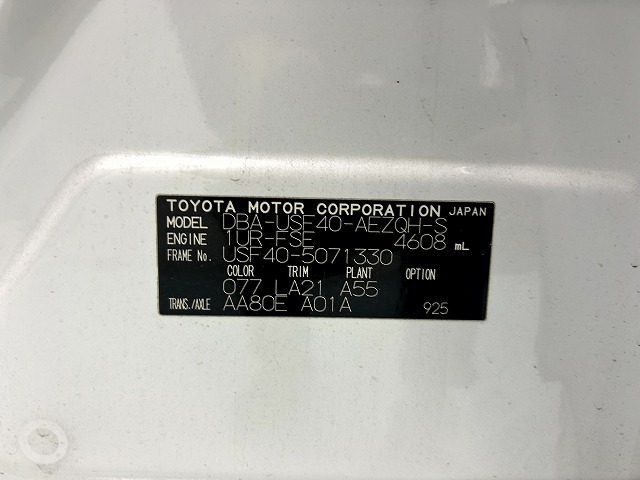 TOYOTA MOTOR CORPORATION JAPAN
MODEL DBA-USF40-AEZQH-S
ENGINE 1UR-FSE 4608 mL
FRAME No. USF40-5071330
COLOR TRIM PLANT OPTION
077 LA21 A55
TRANS./AXLE AA80E A01A 925